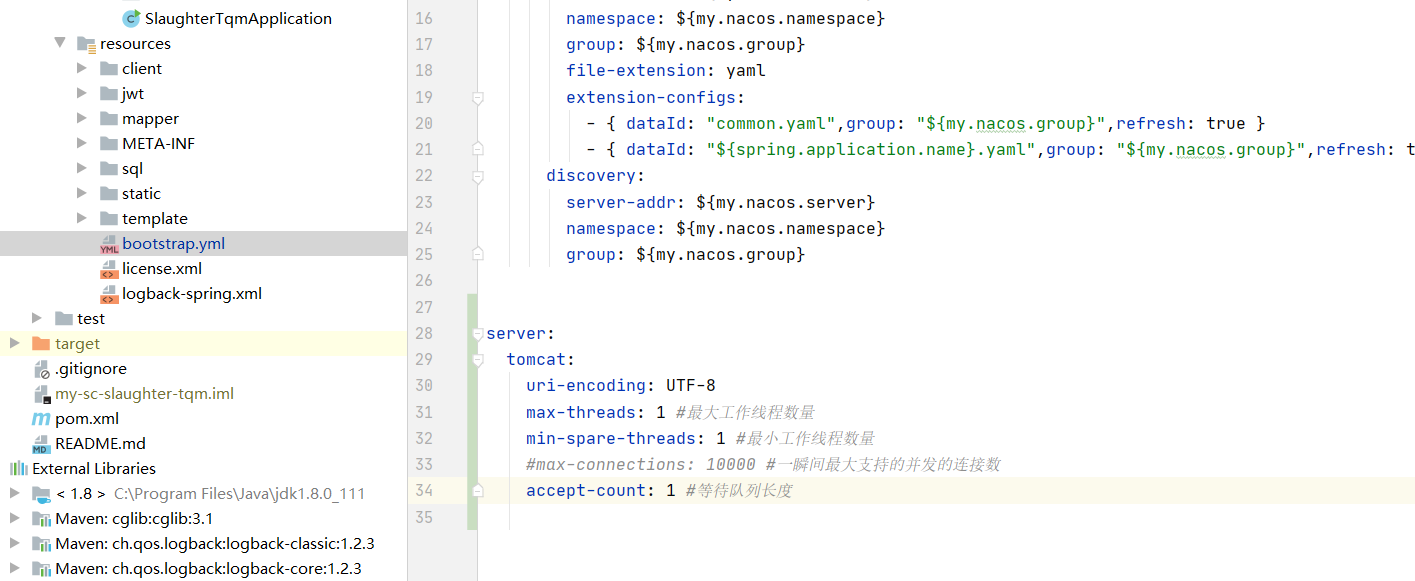 SlaughterTqmApplication
resources
client
jwt
mapper
META-INF
sql
static
template
bootstrap.yml
license.xml
logback-spring.xml
test
target
.gitignore
my-sc-slaughter-tqm.iml
pom.xml
README.md
External Libraries
< 1.8 > C:\Program Files\Java\jdk1.8.0_111
Maven: cglib:cglib:3.1
Maven: ch.qos.logback:logback-classic:1.2.3
Maven: ch.qos.logback:logback-core:1.2.3
16 namespace: ${my.nacos.namespace}
17 group: ${my.nacos.group}
18 file-extension: yaml
19 extension-configs:
20 - { dataId: "common.yaml",group: "${my.nacos.group}",refresh: true }
21 - { dataId: "${spring.application.name}.yaml",group: "${my.nacos.group}",refresh: t
22 discovery:
23 server-addr: ${my.nacos.server}
24 namespace: ${my.nacos.namespace}
25 group: ${my.nacos.group}
26
27
28 server:
29 tomcat:
30 uri-encoding: UTF-8
31 max-threads: 1 #最大工作线程数量
32 min-spare-threads: 1 #最小工作线程数量
33 #max-connections: 10000 #一瞬间最大支持的并发的连接数
34 accept-count: 1 #等待队列长度
35